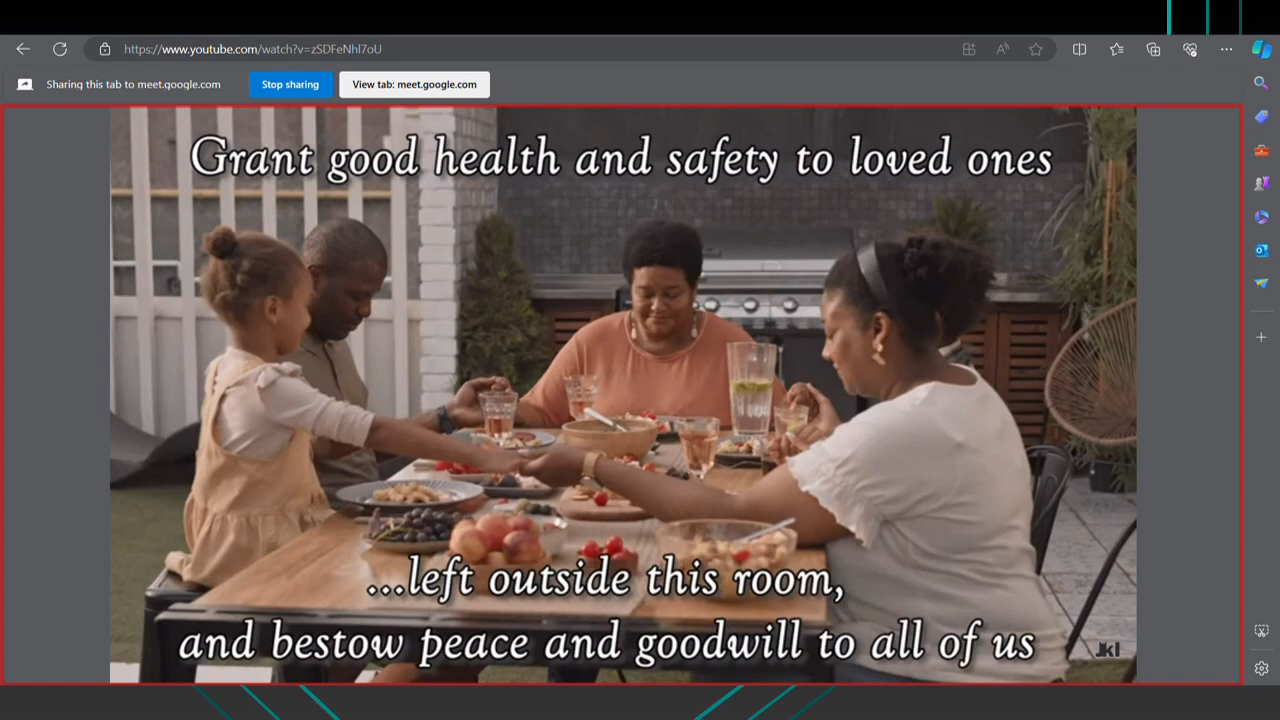 https://www.youtube.com/watch?v=zSDFeNhl7oU
Sharing this tab to meet.google.com
Stop sharing
View tab: meet.google.com
Grant good health and safety to loved ones
...left outside this room,
and bestow peace and goodwill to all of us
JKL